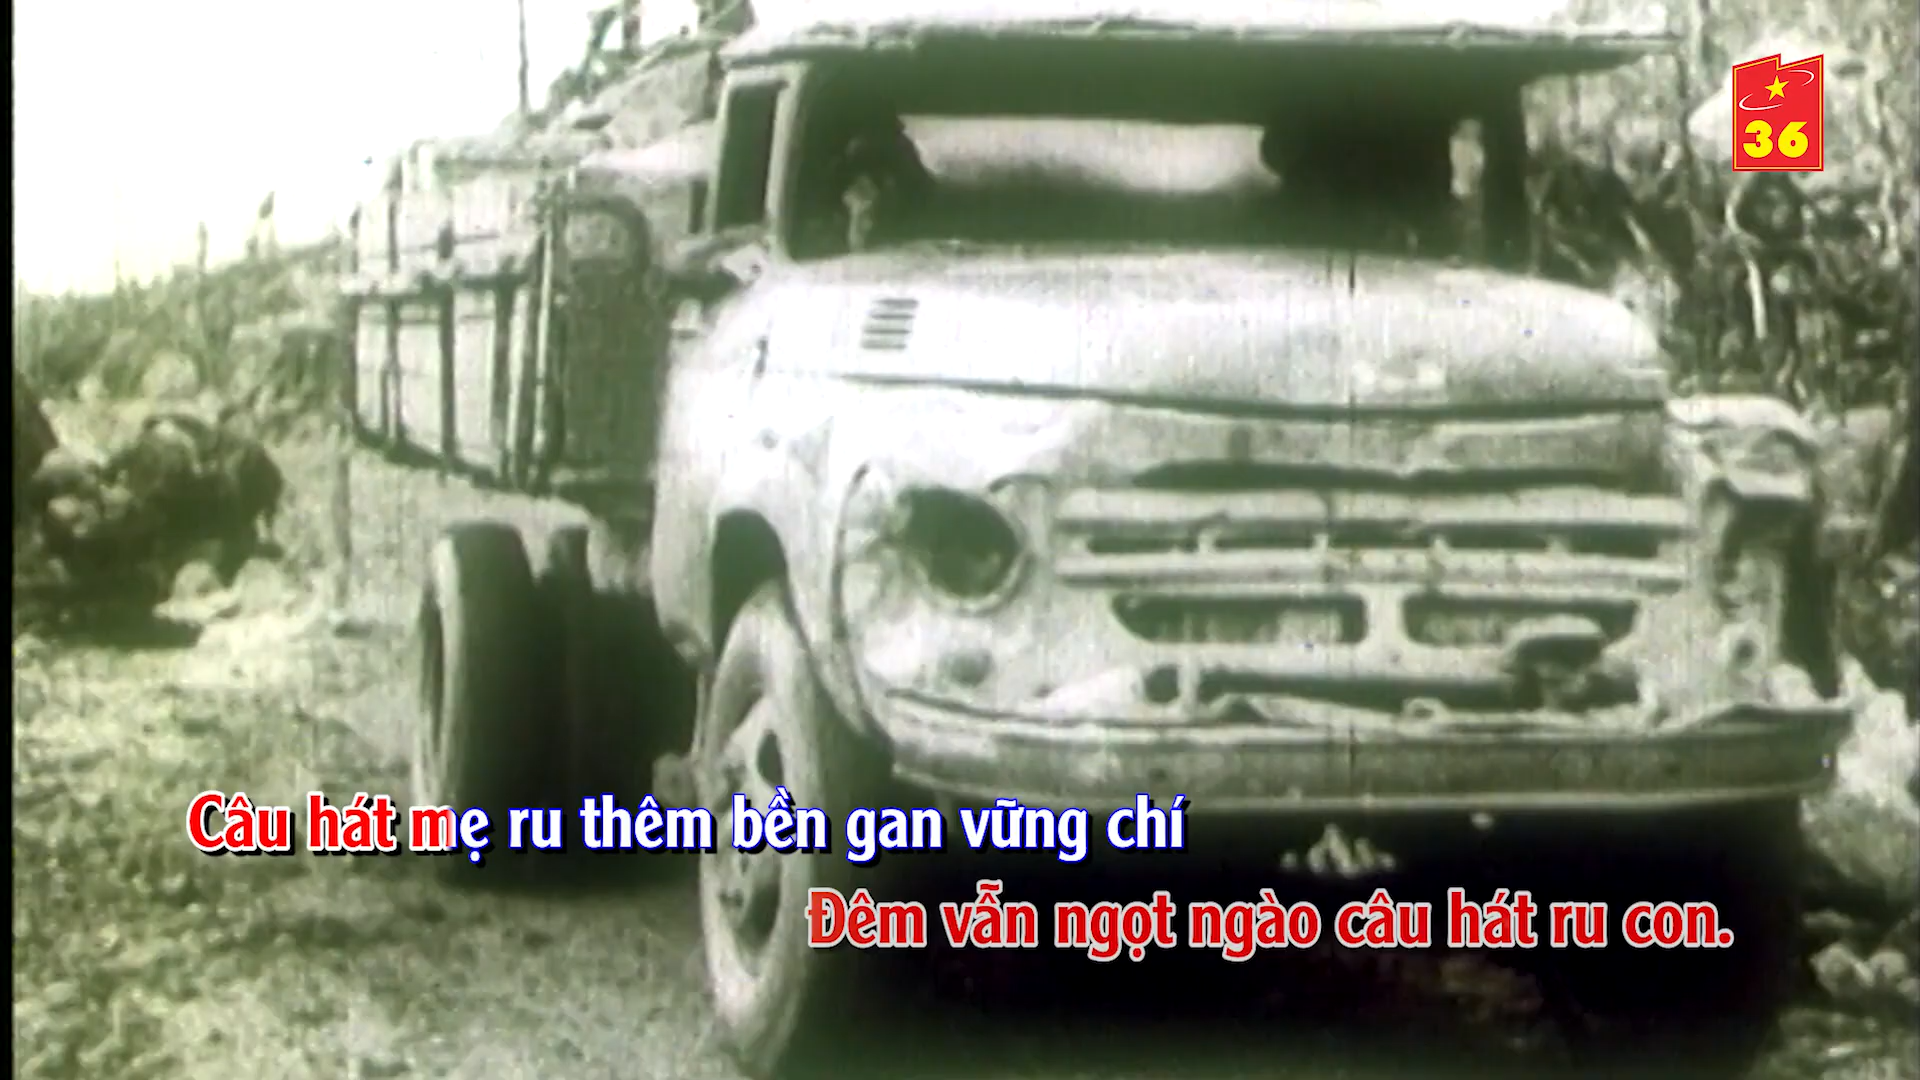 36
Câu hát mẹ ru thêm bền gan vững chí
Đêm vẫn ngọt ngào câu hát ru con.